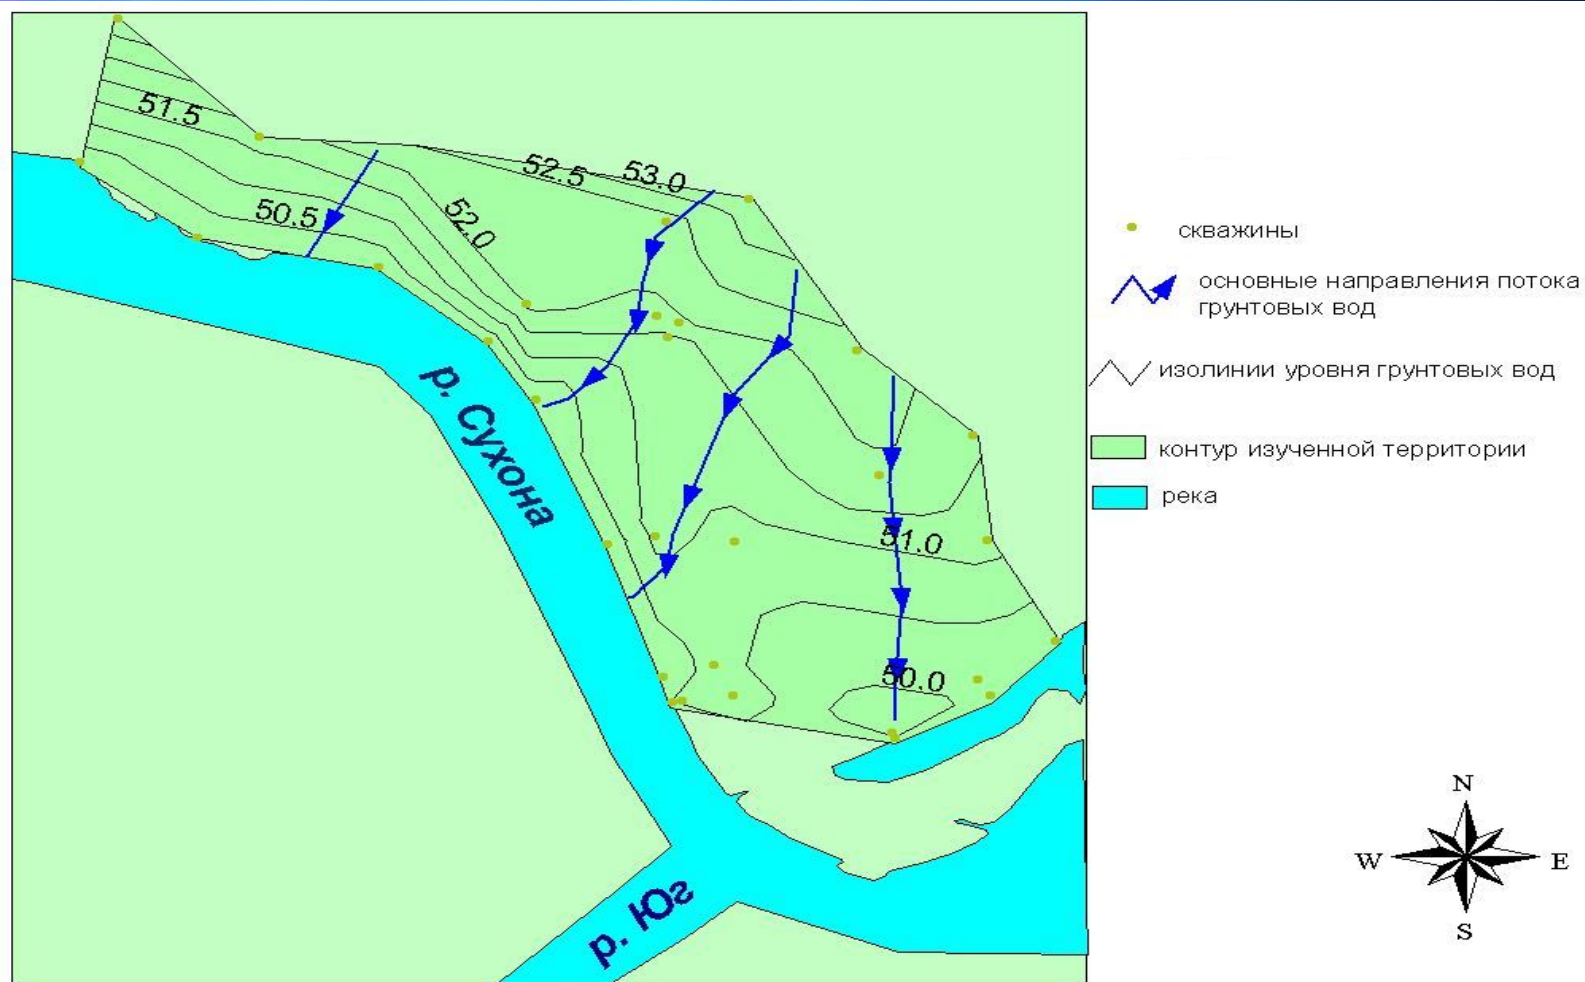 51.5
52.5
53.0
50.5
52.0
р. Сухона
51.0
50.0
р. Юг
скважины
основные направления потока
грунтовых вод
изолинии уровня грунтовых вод
контур изученной территории
река
N
W
E
S